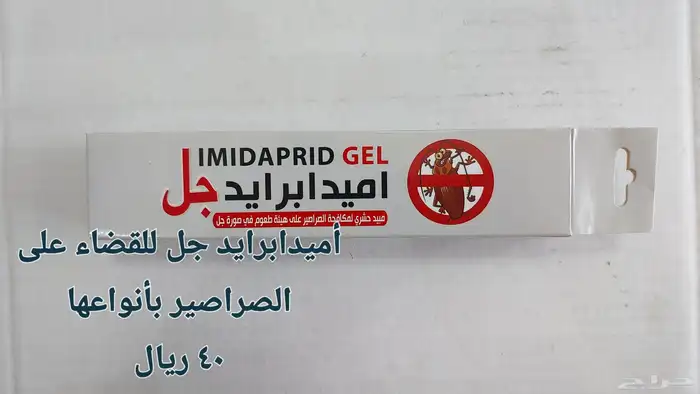 IMIDAPRID GEL
اميدابرايد جل
مبيد حشري لمكافحة الصراصير على هيئة طعوم في صورة جل
أميدابرايد جل للقضاء على
الصراصير بأنواعها
٤٠ ريال
حراج